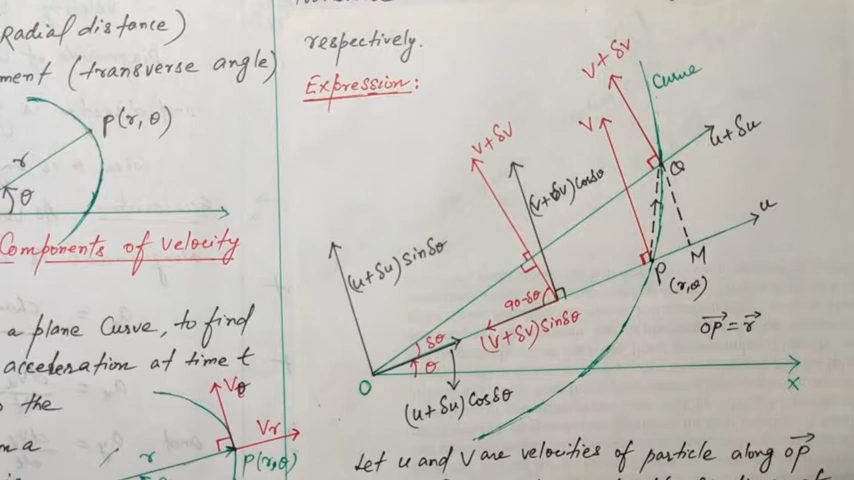 Radial distance)
ment (transverse angle)
P(r, θ)
r
θ
Components of velocity
a plane Curve, to find
acceleration at time t
the
Vθ
Vr
r
P(r,θ)
respectively.
Expression:
V+δV
Curve
V
V+δV
u+δu
(V+δV)cosδθ
Q
u
(u+δu)sinδθ
P
M
(r,θ)
90-δθ
(V+δV)sinδθ
OP = r
δθ
θ
O
X
(u+δu)cosδθ
Let u and V are velocities of particle along OP